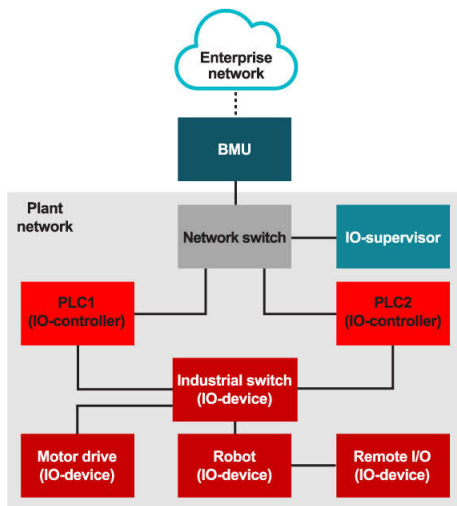 Enterprise
network
BMU
Plant
network
Network switch
IO-supervisor
PLC1
(IO-controller)
PLC2
(IO-controller)
Industrial switch
(IO-device)
Motor drive
(IO-device)
Robot
(IO-device)
Remote I/O
(IO-device)